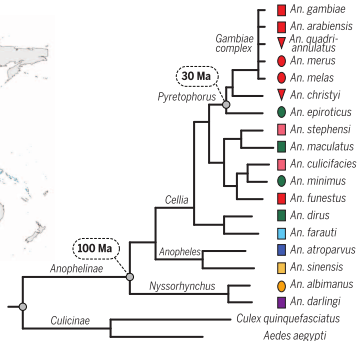 An. gambiae
An. arabiensis
Gambiae
complex
An. quadri-
annulatus
An. merus
An. melas
30 Ma
An. christyi
Pyretophorus
An. epiroticus
An. stephensi
An. maculatus
An. culicifacies
An. minimus
An. funestus
Cellia
An. dirus
An. farauti
100 Ma
Anopheles
An. atroparvus
An. sinensis
Anophelinae
Nyssorhynchus
An. albimanus
An. darlingi
Culicinae
Culex quinquefasciatus
Aedes aegypti